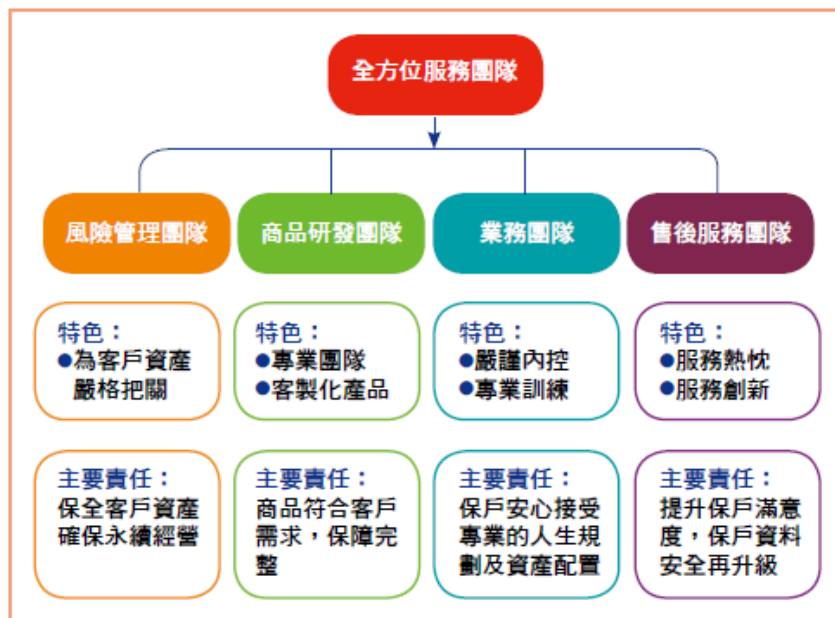 全方位服務團隊
風險管理團隊
商品研發團隊
業務團隊
售後服務團隊
特色：
●為客戶資產
嚴格把關
特色：
●專業團隊
●客製化產品
特色：
●嚴謹內控
●專業訓練
特色：
●服務熱忱
●服務創新
主要責任：
保全客戶資產
確保永續經營
主要責任：
商品符合客戶
需求，保障完
整
主要責任：
保戶安心接受
專業的人生規
劃及資產配置
主要責任：
提升保戶滿意
度，保戶資料
安全再升級